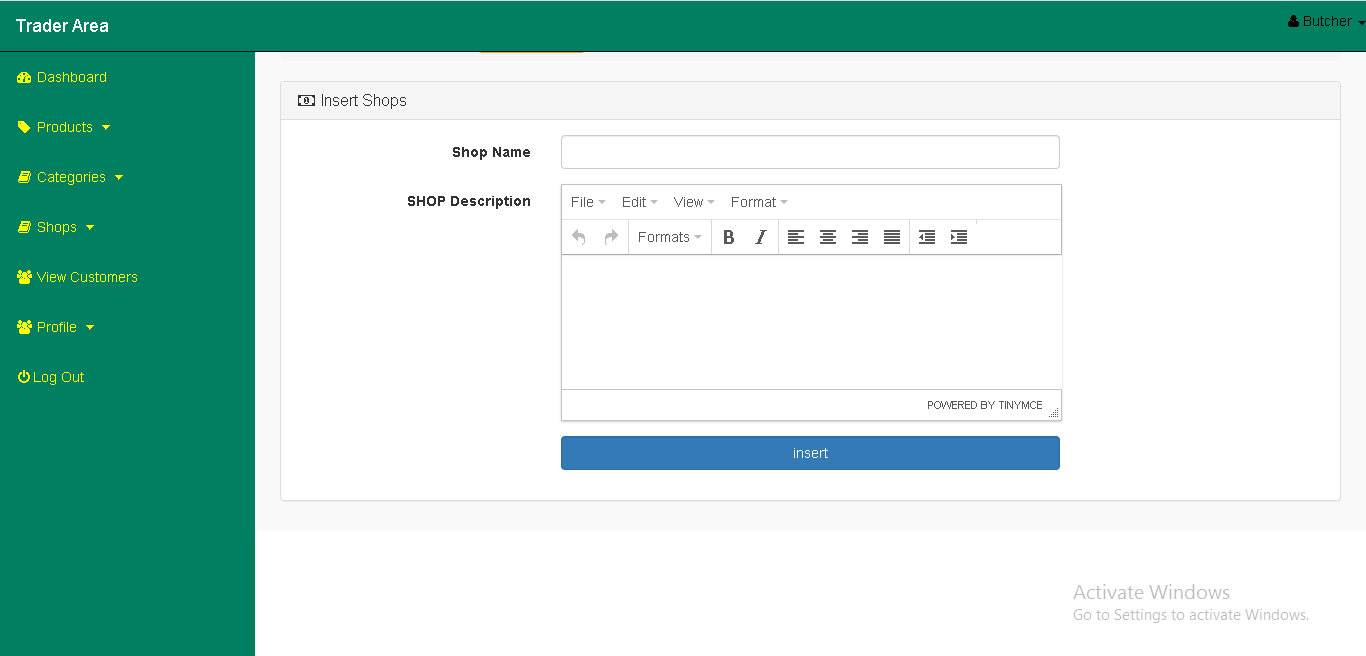 Trader Area
Butcher
Dashboard
Products
Categories
Shops
View Customers
Profile
Log Out
Insert Shops
Shop Name
SHOP Description
File Edit View Format
Formats B I
POWERED BY TINYMCE
insert
Activate Windows
Go to Settings to activate Windows.